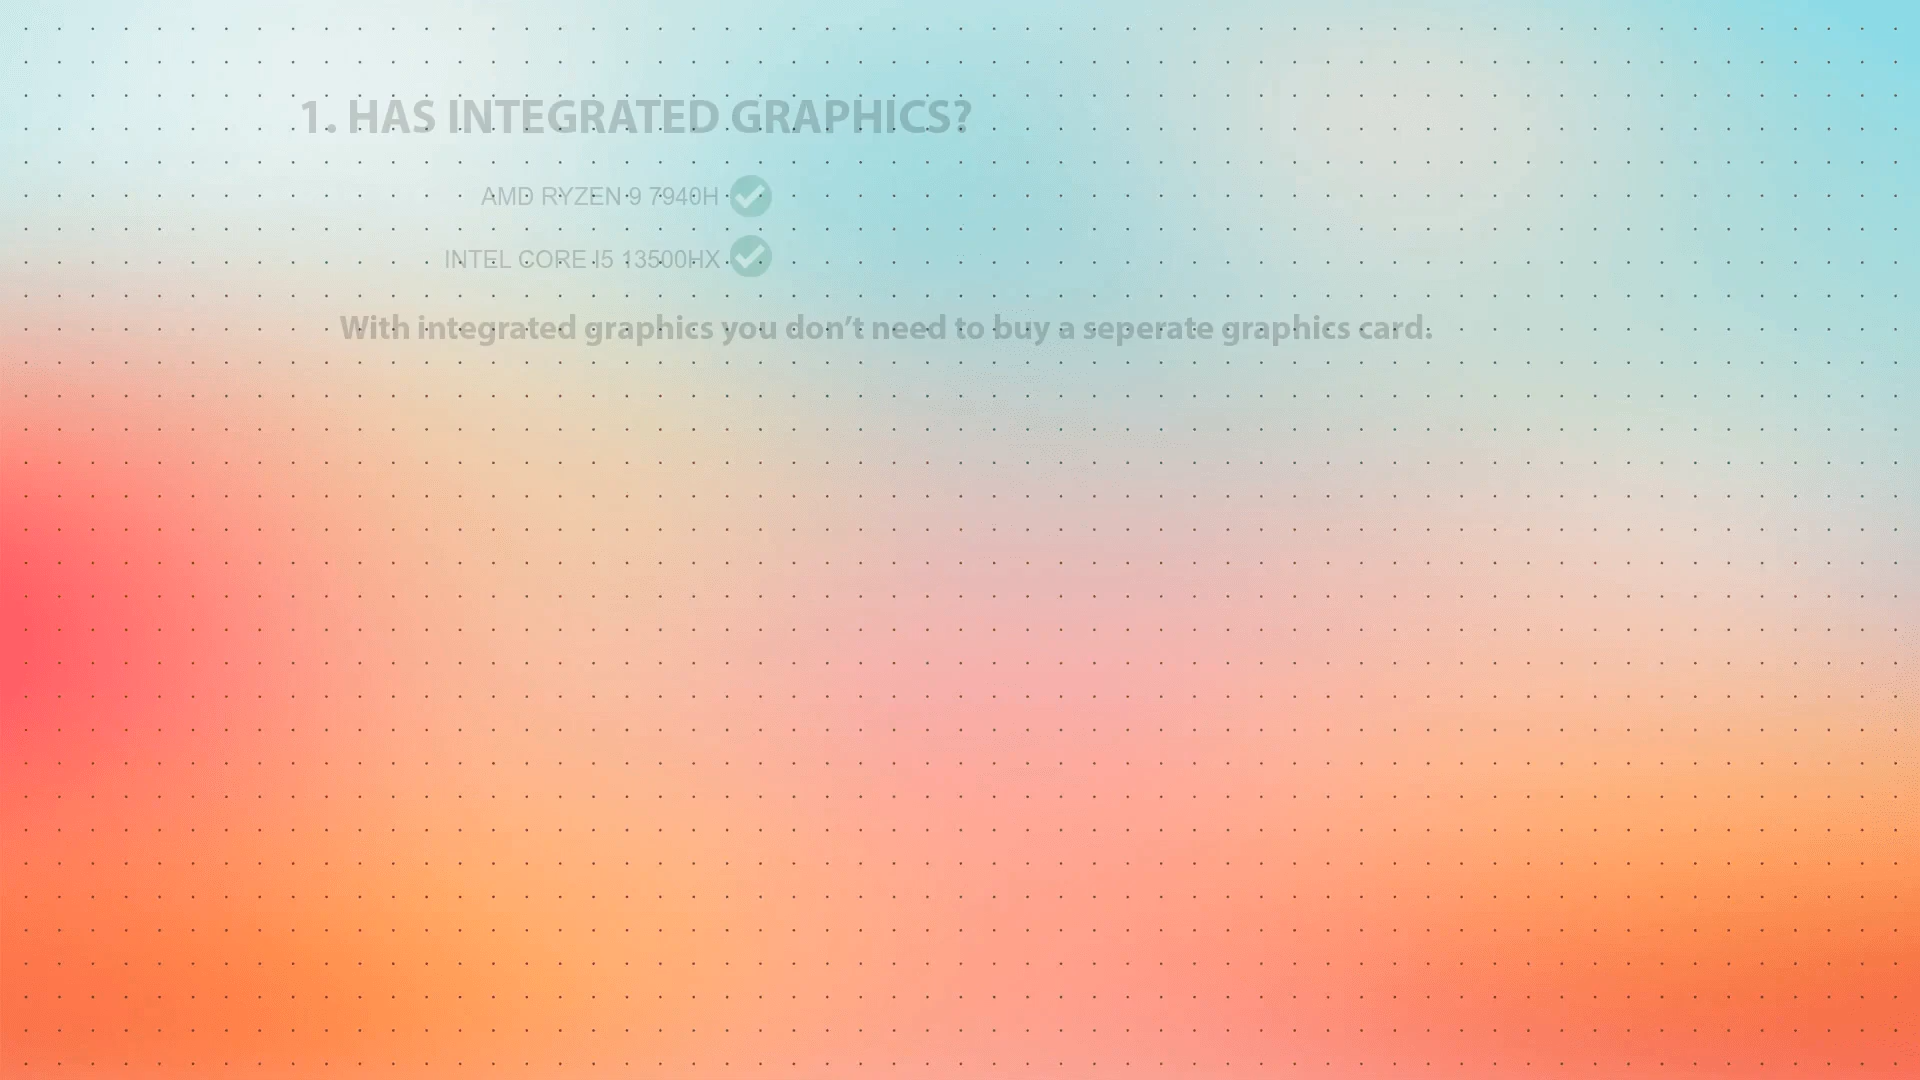 1. HAS INTEGRATED GRAPHICS?
AMD RYZEN 9 7940H
INTEL CORE I5 13500HX
With integrated graphics you don’t need to buy a seperate graphics card.